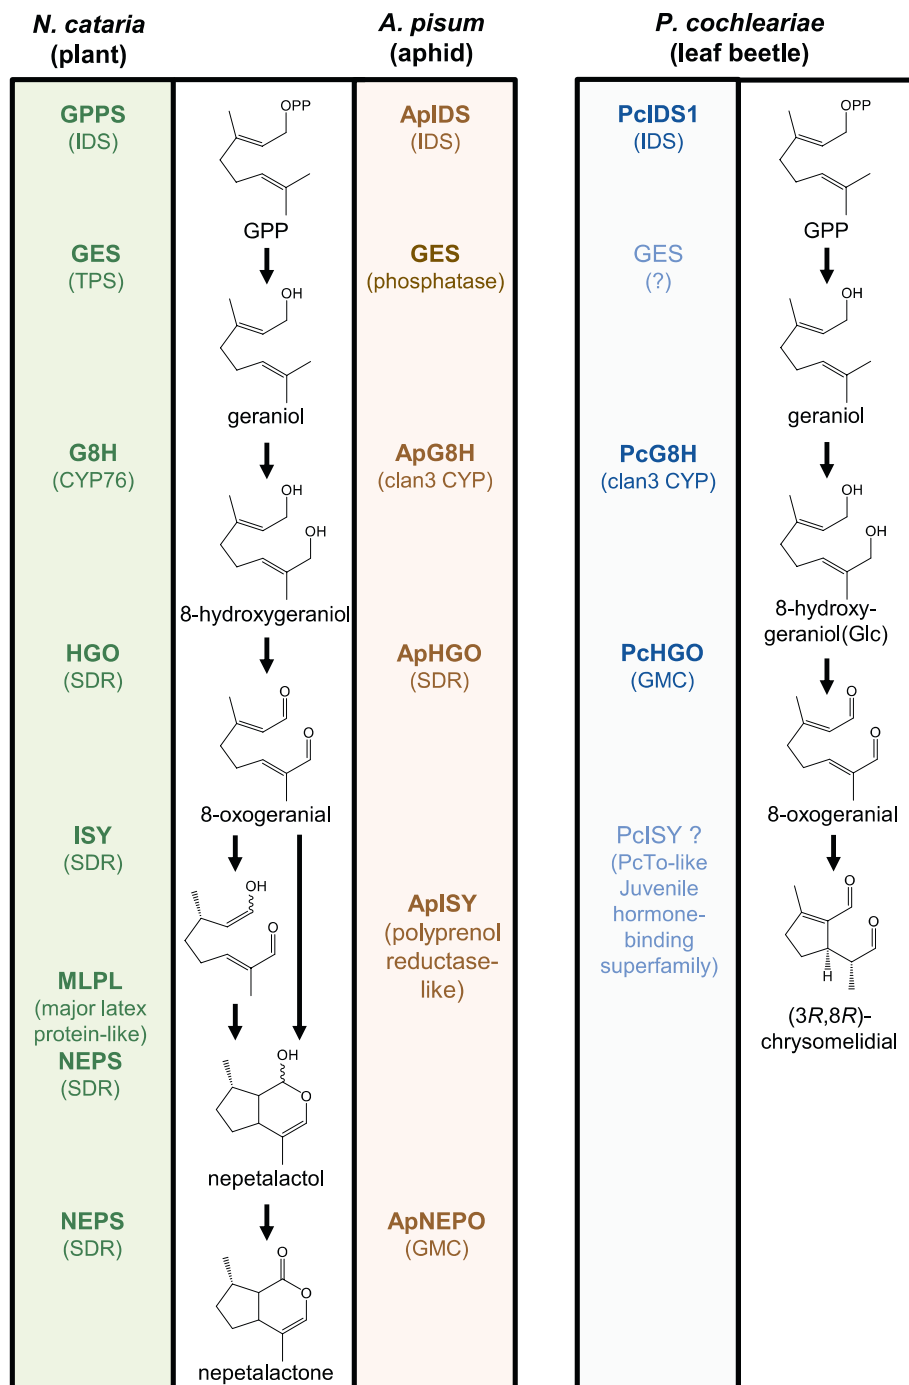 N. cataria
(plant)
A. pisum
(aphid)
P. cochleariae
(leaf beetle)
GPPS
(IDS)
OPP
GPP
ApIDS
(IDS)
PcIDS1
(IDS)
OPP
GPP
GES
(TPS)
OH
geraniol
GES
(phosphatase)
GES
(?)
OH
geraniol
G8H
(CYP76)
OH
OH
8-hydroxygeraniol
ApG8H
(clan3 CYP)
PcG8H
(clan3 CYP)
OH
OH
8-hydroxy-
geraniol(Glc)
HGO
(SDR)
O
O
8-oxogeranial
ApHGO
(SDR)
PcHGO
(GMC)
O
O
8-oxogeranial
ISY
(SDR)
OH
O
ApISY
(polyprenol
reductase-
like)
PcISY ?
(PcTo-like
Juvenile
hormone-
binding
superfamily)
O
O
H
(3R,8R)-
chrysomelidial
MLPL
(major latex
protein-like)
NEPS
(SDR)
OH
O
nepetalactol
NEPS
(SDR)
O
O
nepetalactone
ApNEPO
(GMC)